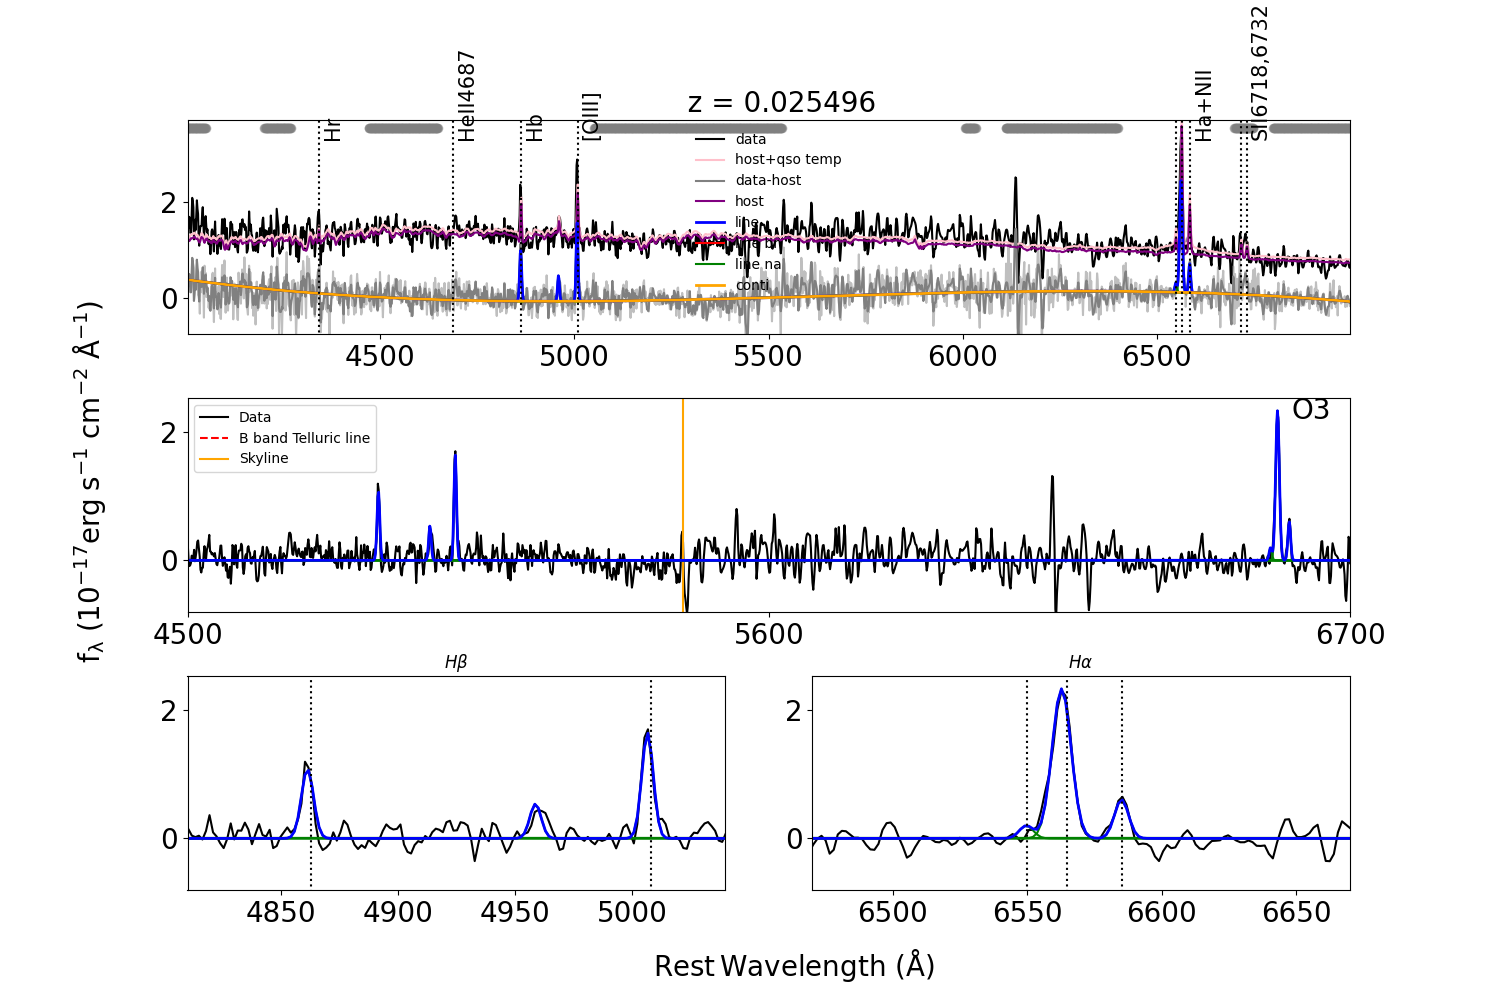 z = 0.025496
Hr
HeII4687
Hb
[OIII]
Ha+NII
SII6718,6732
data
host+qso temp
data-host
host
line
line na
conti
2
0
4500 5000 5500 6000 6500
Data
B band Telluric line
Skyline
O3
2
0
4500 5600 6700
fλ (10−17erg s−1 cm−2 Å−1)
Hβ
2
0
4850 4900 4950 5000
Hα
2
0
6500 6550 6600 6650
Rest Wavelength (Å)